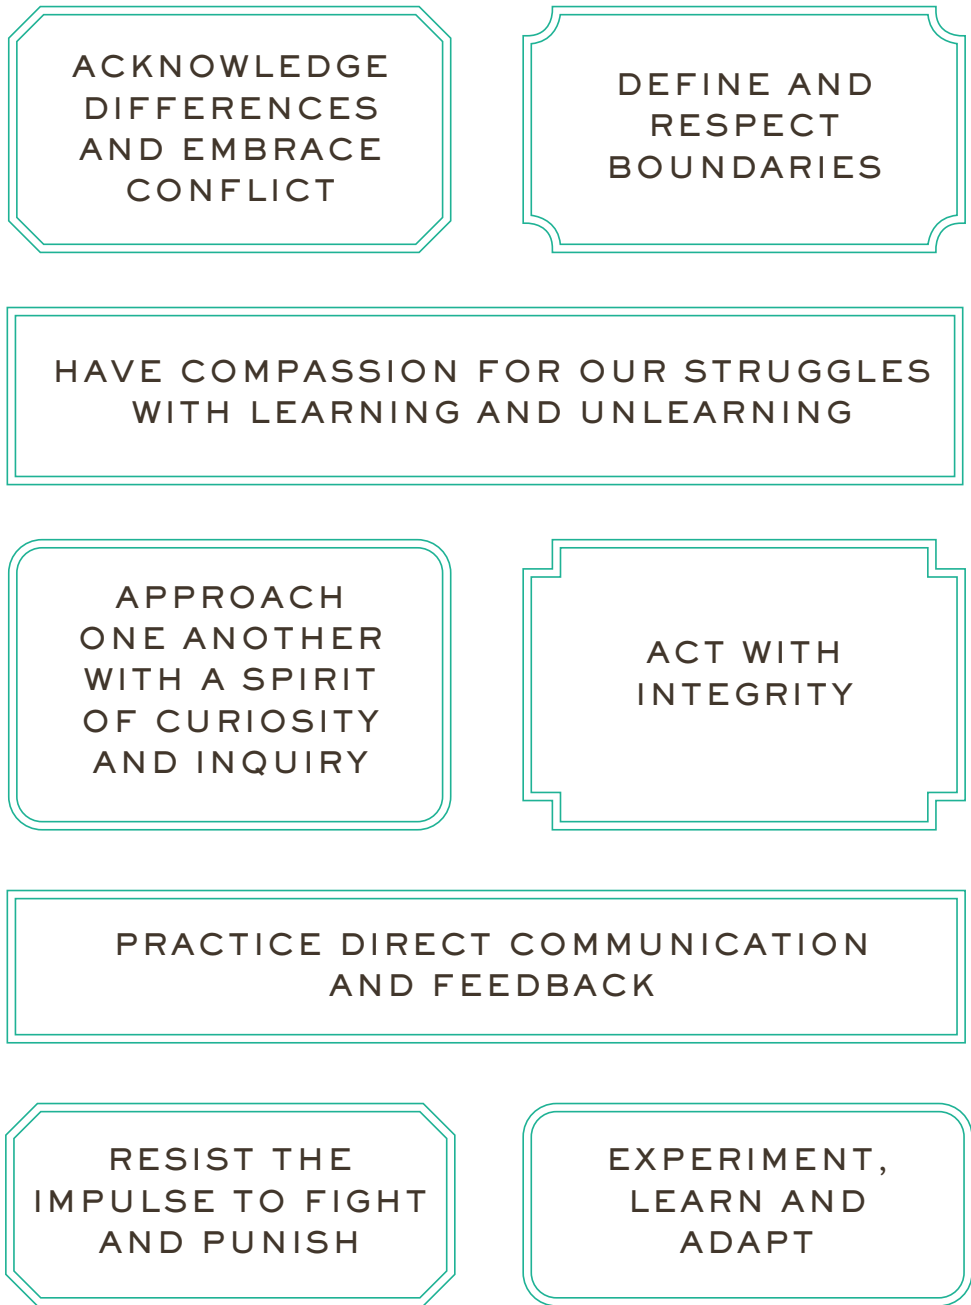 ACKNOWLEDGE
DIFFERENCES
AND EMBRACE
CONFLICT
DEFINE AND
RESPECT
BOUNDARIES
HAVE COMPASSION FOR OUR STRUGGLES
WITH LEARNING AND UNLEARNING
APPROACH
ONE ANOTHER
WITH A SPIRIT
OF CURIOSITY
AND INQUIRY
ACT WITH
INTEGRITY
PRACTICE DIRECT COMMUNICATION
AND FEEDBACK
RESIST THE
IMPULSE TO FIGHT
AND PUNISH
EXPERIMENT,
LEARN AND
ADAPT